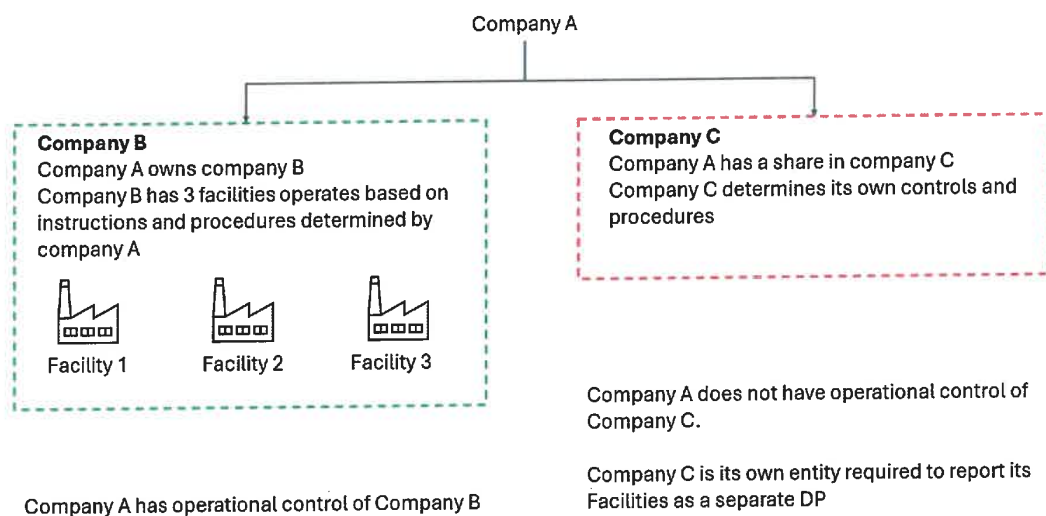 Company A
Company B
Company A owns company B
Company B has 3 facilities operates based on
instructions and procedures determined by
company A
Facility 1
Facility 2
Facility 3
Company A has operational control of Company B
Company C
Company A has a share in company C
Company C determines its own controls and
procedures
Company A does not have operational control of
Company C.
Company C is its own entity required to report its
Facilities as a separate DP